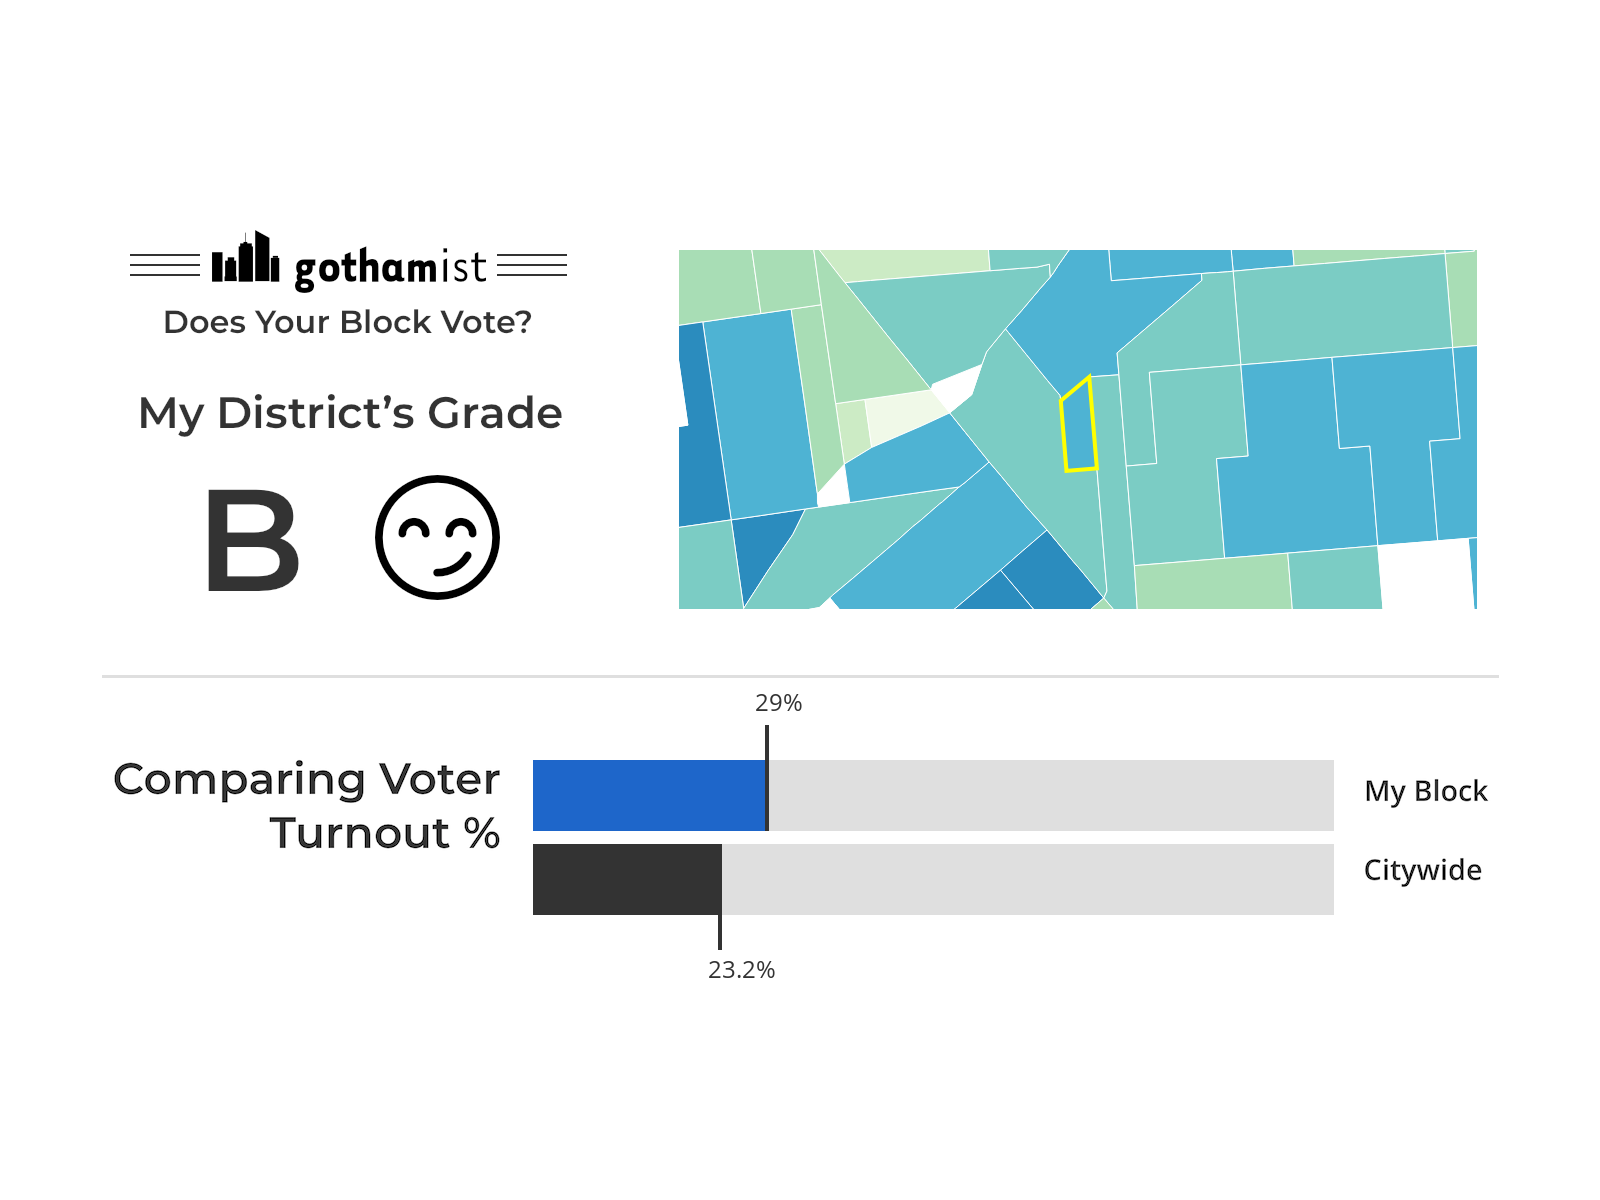 gothamist
Does Your Block Vote?
My District’s Grade
B
29%
Comparing Voter
Turnout %
My Block
Citywide
23.2%